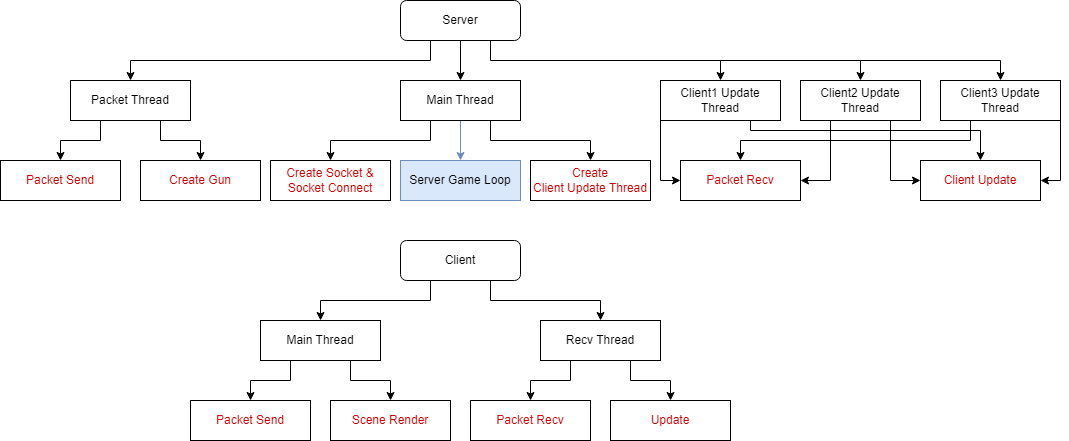 Server
Packet Thread
Main Thread
Client1 Update
Thread
Client2 Update
Thread
Client3 Update
Thread
Packet Send
Create Gun
Create Socket &
Socket Connect
Server Game Loop
Create
Client Update Thread
Packet Recv
Client Update
Client
Main Thread
Recv Thread
Packet Send
Scene Render
Packet Recv
Update